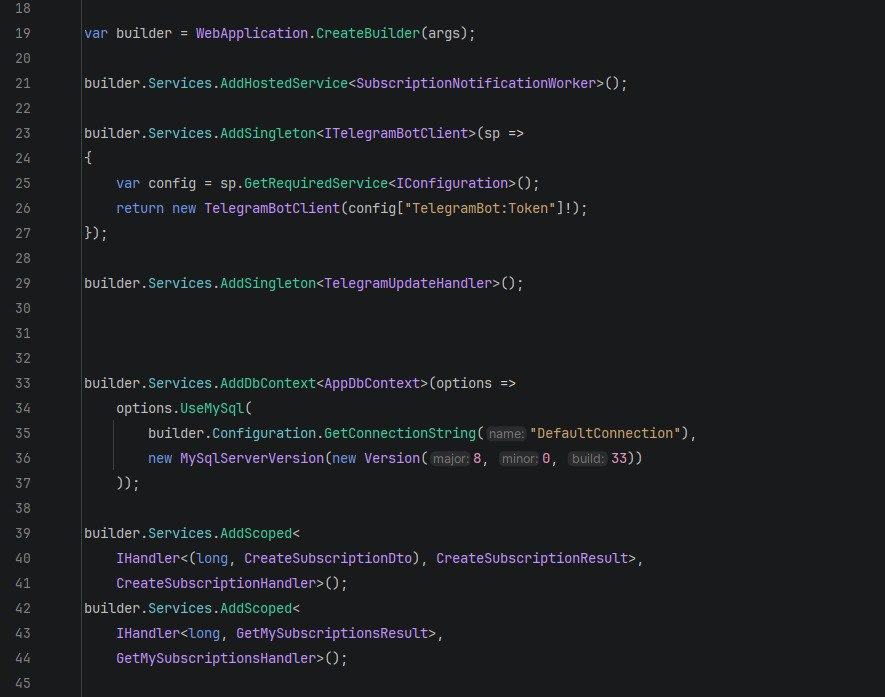 18
19 var builder = WebApplication.CreateBuilder(args);
20
21 builder.Services.AddHostedService<SubscriptionNotificationWorker>();
22
23 builder.Services.AddSingleton<ITelegramBotClient>(sp =>
24 {
25     var config = sp.GetRequiredService<IConfiguration>();
26     return new TelegramBotClient(config["TelegramBot:Token"]!);
27 });
28
29 builder.Services.AddSingleton<TelegramUpdateHandler>();
30
31
32
33 builder.Services.AddDbContext<AppDbContext>(options =>
34     options.UseMySql(
35         builder.Configuration.GetConnectionString( name: "DefaultConnection"),
36         new MySqlServerVersion(new Version( major: 8, minor: 0, build: 33))
37     ));
38
39 builder.Services.AddScoped<
40     IHandler<(long, CreateSubscriptionDto), CreateSubscriptionResult>,
41     CreateSubscriptionHandler>();
42 builder.Services.AddScoped<
43     IHandler<long, GetMySubscriptionsResult>,
44     GetMySubscriptionsHandler>();
45